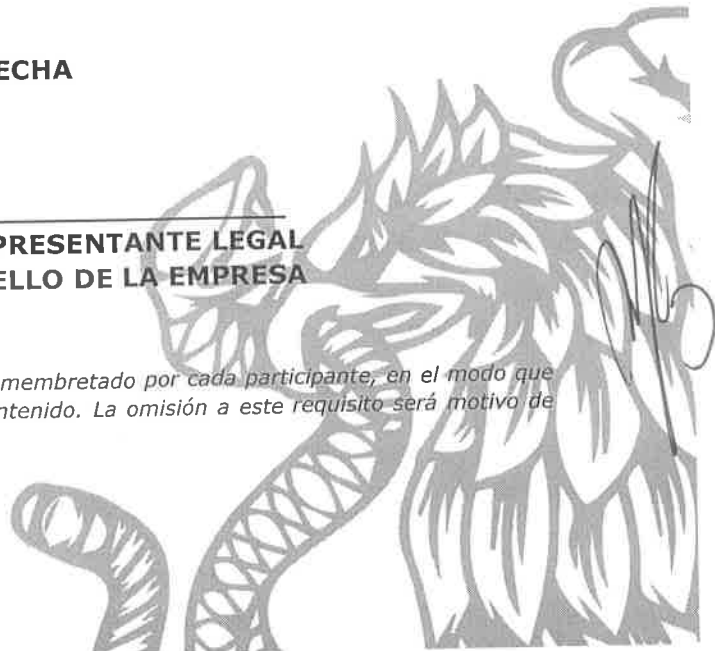 ECHA
PRESENTANTE LEGAL
ELLO DE LA EMPRESA
membretado por cada participante, en el modo que
ntenido. La omisión a este requisito será motivo de